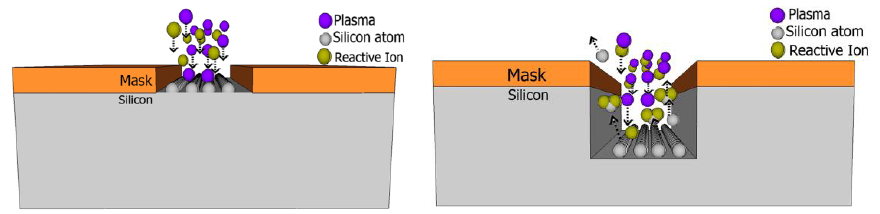 Plasma
Silicon atom
Reactive Ion
Mask
Silicon
Plasma
Silicon atom
Reactive Ion
Mask
Silicon